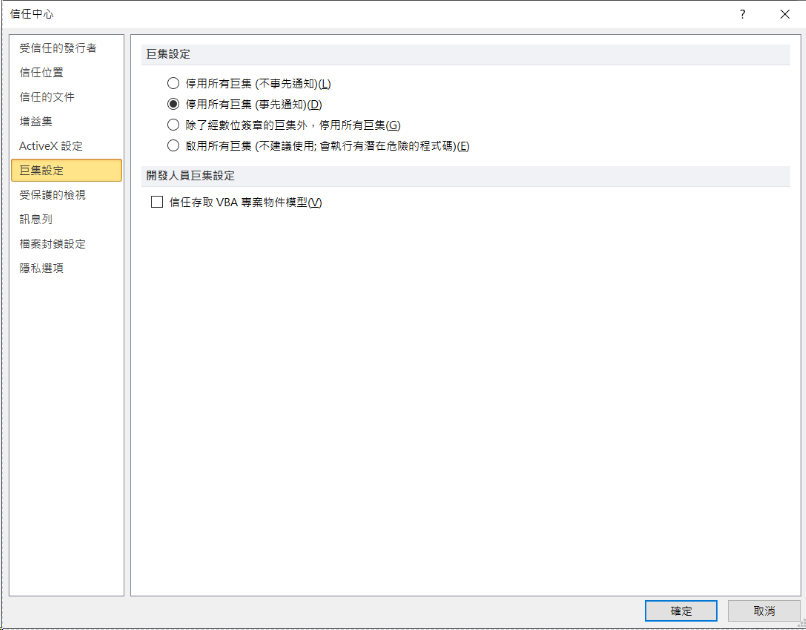 信任中心
?
受信任的發行者
信任位置
信任的文件
增益集
ActiveX 設定
巨集設定
受保護的檢視
訊息列
檔案封鎖設定
隱私選項
巨集設定
停用所有巨集 (不事先通知)(L)
停用所有巨集 (事先通知)(D)
除了經數位簽章的巨集外，停用所有巨集(G)
啟用所有巨集 (不建議使用; 會執行有潛在危險的程式碼)(E)
開發人員巨集設定
信任存取 VBA 專案物件模型(V)
確定
取消